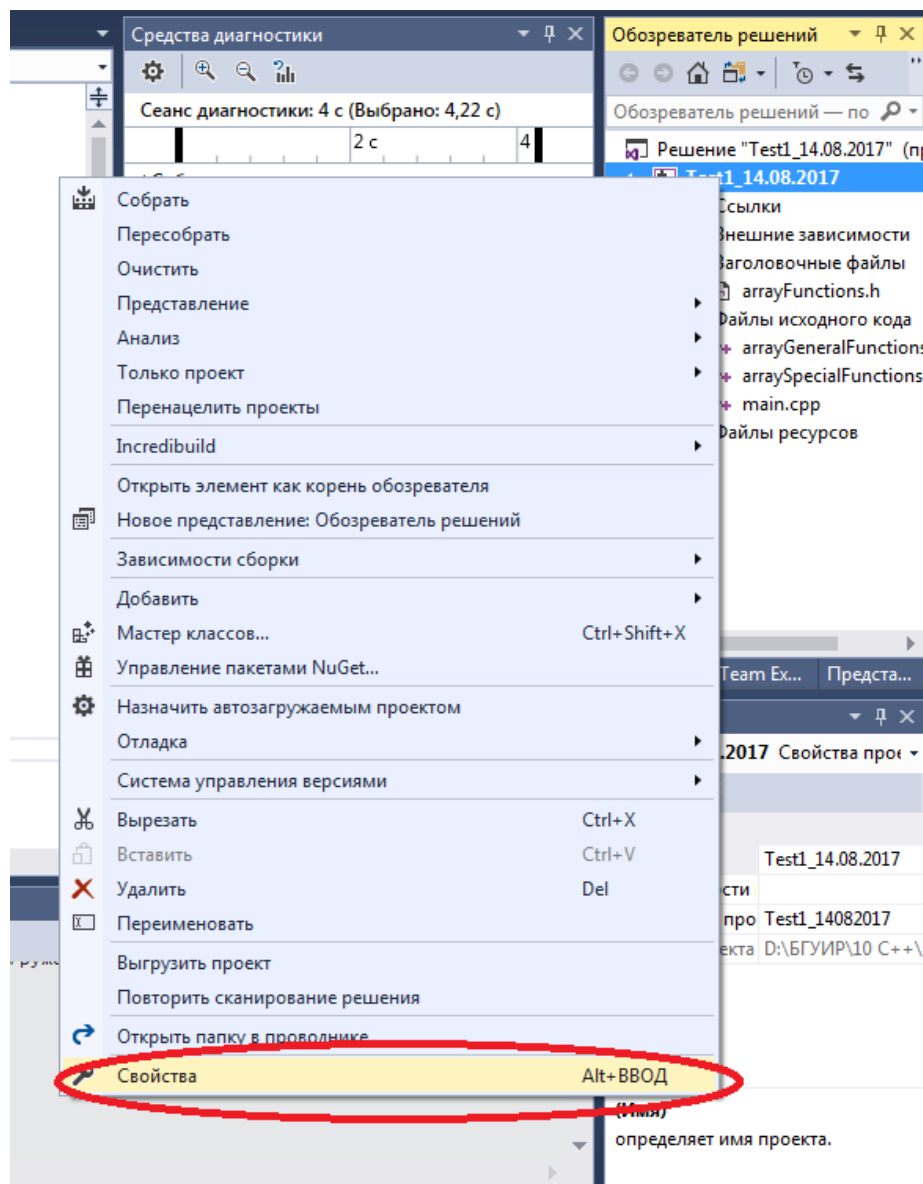 Средства диагностики
Сеанс диагностики: 4 с (Выбрано: 4,22 с)
2 с
4
Обозреватель решений
Обозреватель решений — по
Решение "Test1_14.08.2017"
Test1_14.08.2017
Ссылки
Внешние зависимости
Заголовочные файлы
arrayFunctions.h
Файлы исходного кода
arrayGeneralFunctions
arraySpecialFunctions
main.cpp
Файлы ресурсов
Собрать
Пересобрать
Очистить
Представление
Анализ
Только проект
Перенацелить проекты
Incredibuild
Открыть элемент как корень обозревателя
Новое представление: Обозреватель решений
Зависимости сборки
Добавить
Мастер классов... Ctrl+Shift+X
Управление пакетами NuGet...
Назначить автозагружаемым проектом
Отладка
Система управления версиями
Вырезать Ctrl+X
Вставить Ctrl+V
Удалить Del
Переименовать
Выгрузить проект
Повторить сканирование решения
Открыть папку в проводнике
Свойства Alt+ВВОД
Team Ex... Предста...
.2017 Свойства прое
Test1_14.08.2017
сти
про Test1_14082017
екта D:\БГУИР\10 C++\
(Имя)
определяет имя проекта.